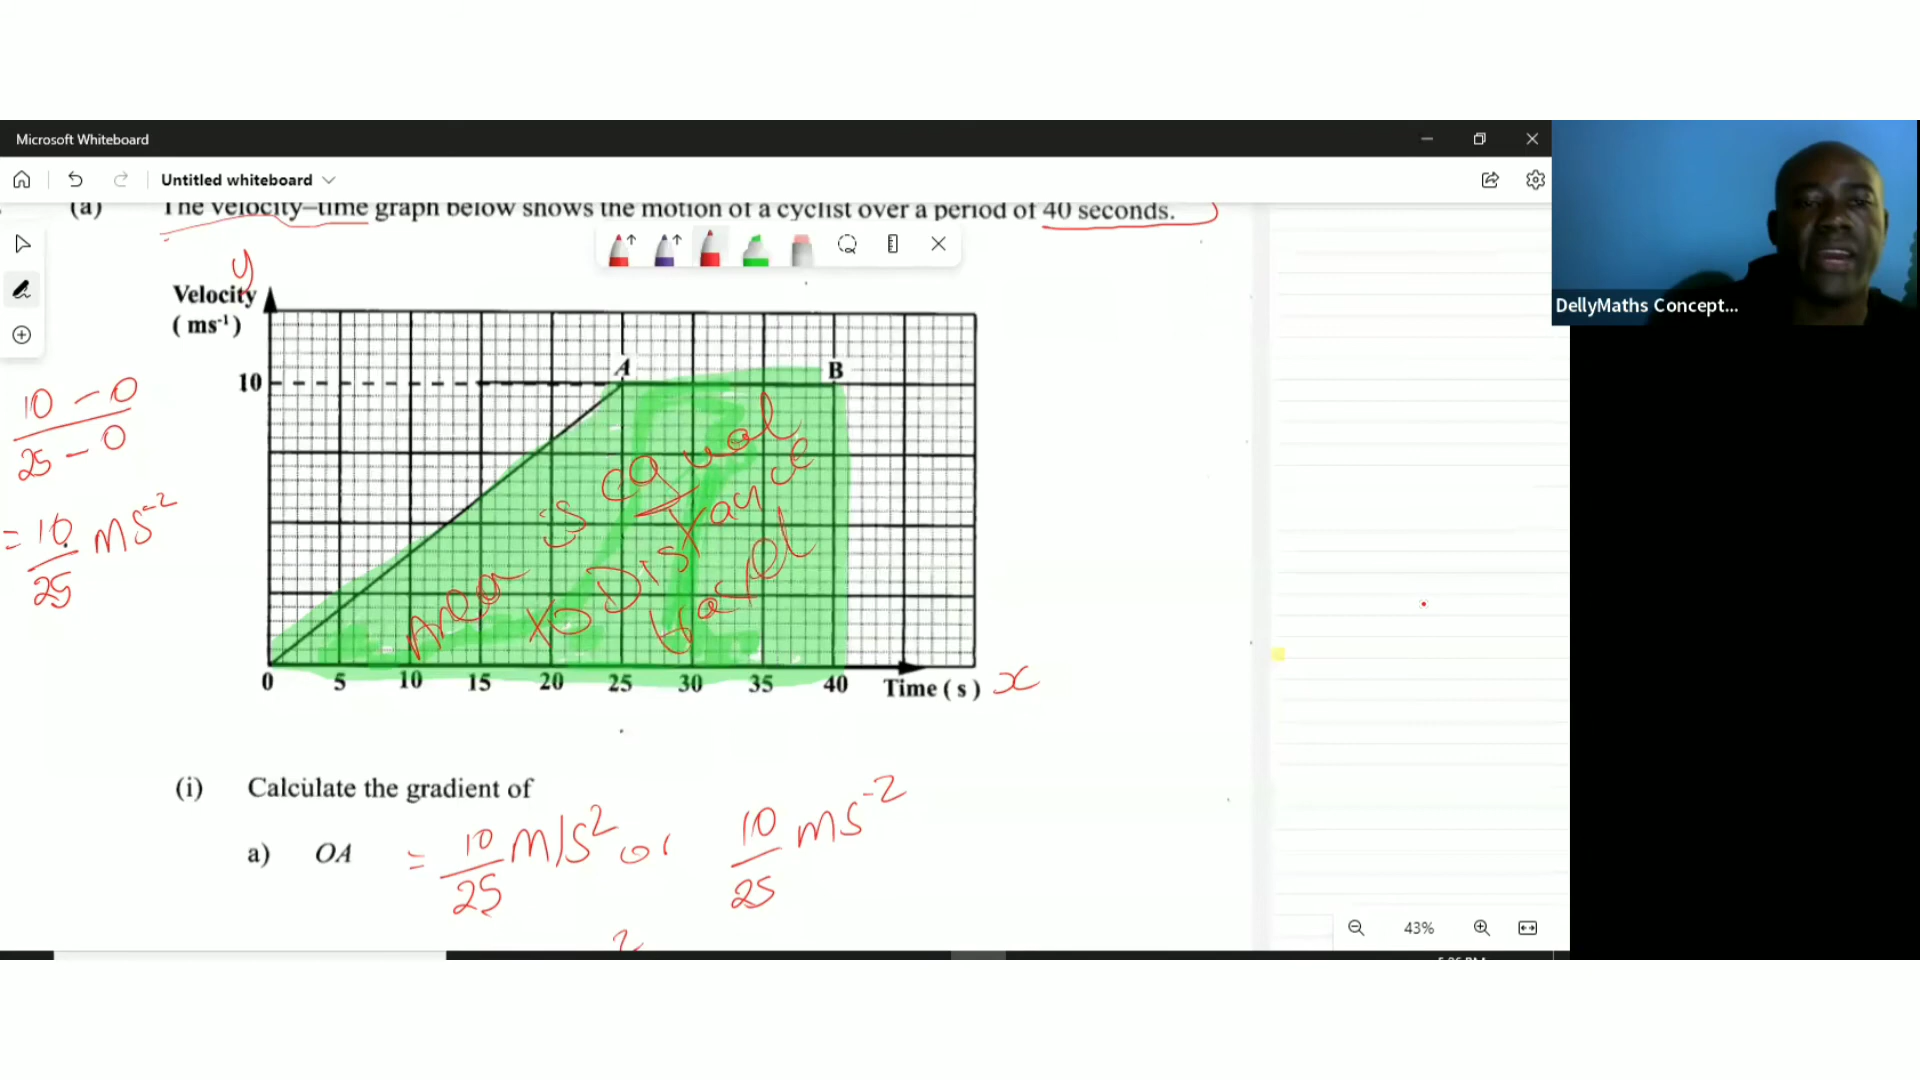 Microsoft Whiteboard
Untitled whiteboard
(a) The velocity–time graph below shows the motion of a cyclist over a period of 40 seconds.
y
Velocity
( ms⁻¹ )
10
A
B
10 - 0
25 - 0
= 10 ms⁻²
25
Area is equal
to Distance
travel
0 5 10 15 20 25 30 35 40 Time ( s ) x
(i) Calculate the gradient of
a) OA = 10 m/s² or 10 ms⁻²
25 25
2
43%
DellyMaths Concept...